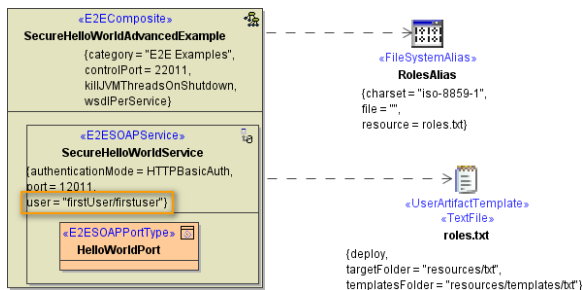 «E2EComposite»
SecureHelloWorldAdvancedExample
{category = "E2E Examples",
controlPort = 22011,
killJVMThreadsOnShutdown,
wsdlPerService}
«E2ESOAPService»
SecureHelloWorldService
{authenticationMode = HTTPBasicAuth,
port = 12011,
user = "firstUser/firstuser"}
«E2ESOAPPortType»
HelloWorldPort
«FileSystemAlias»
RolesAlias
{charset = "iso-8859-1",
file = "",
resource = roles.txt}
«UserArtifactTemplate»
«TextFile»
roles.txt
{deploy,
targetFolder = "resources/txt",
templatesFolder = "resources/templates/txt"}